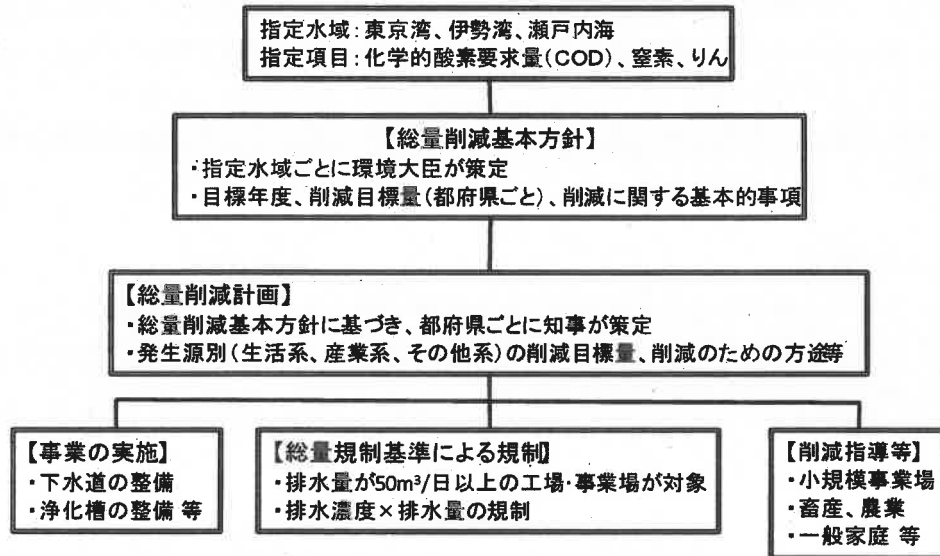 指定水域：東京湾、伊勢湾、瀬戸内海
指定項目：化学的酸素要求量（COD）、窒素、りん
【総量削減基本方針】
・指定水域ごとに環境大臣が策定
・目標年度、削減目標量（都府県ごと）、削減に関する基本的事項
【総量削減計画】
・総量削減基本方針に基づき、都府県ごとに知事が策定
・発生源別（生活系、産業系、その他系）の削減目標量、削減のための方途等
【事業の実施】
・下水道の整備
・浄化槽の整備 等
【総量規制基準による規制】
・排水量が50m³/日以上の工場・事業場が対象
・排水濃度×排水量の規制
【削減指導等】
・小規模事業場
・畜産、農業
・一般家庭 等